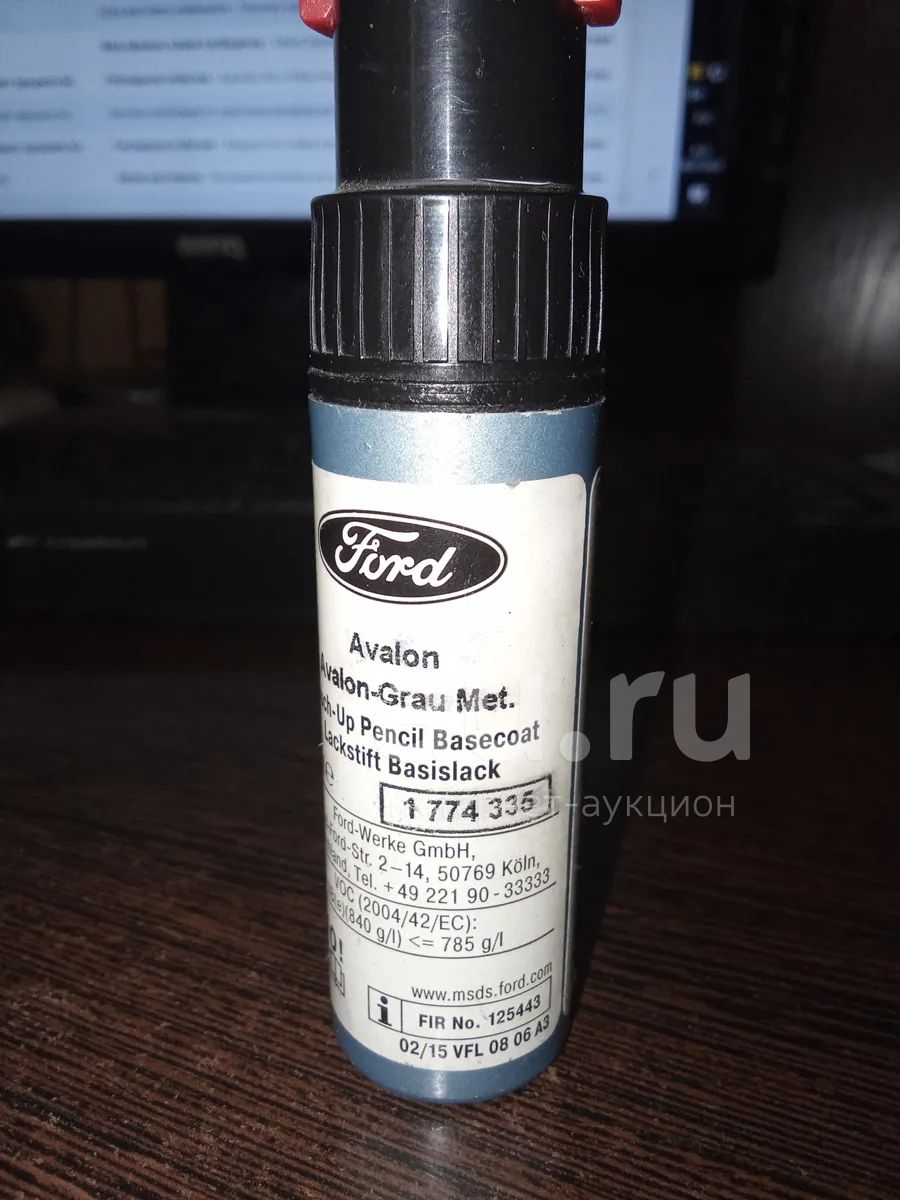 Ford
Avalon
Avalon-Grau Met.
ch-Up Pencil Basecoat
Lackstift Basislack
e
1 774 335
Ford-Werke GmbH,
Ford-Str. 2–14, 50769 Köln,
and, Tel. +49 221 90-33333
VOC (2004/42/EC):
(840 g/l) <= 785 g/l
www.msds.ford.com
i FIR No. 125443
02/15 VFL 08 06 A3
.ru
т-аукцион